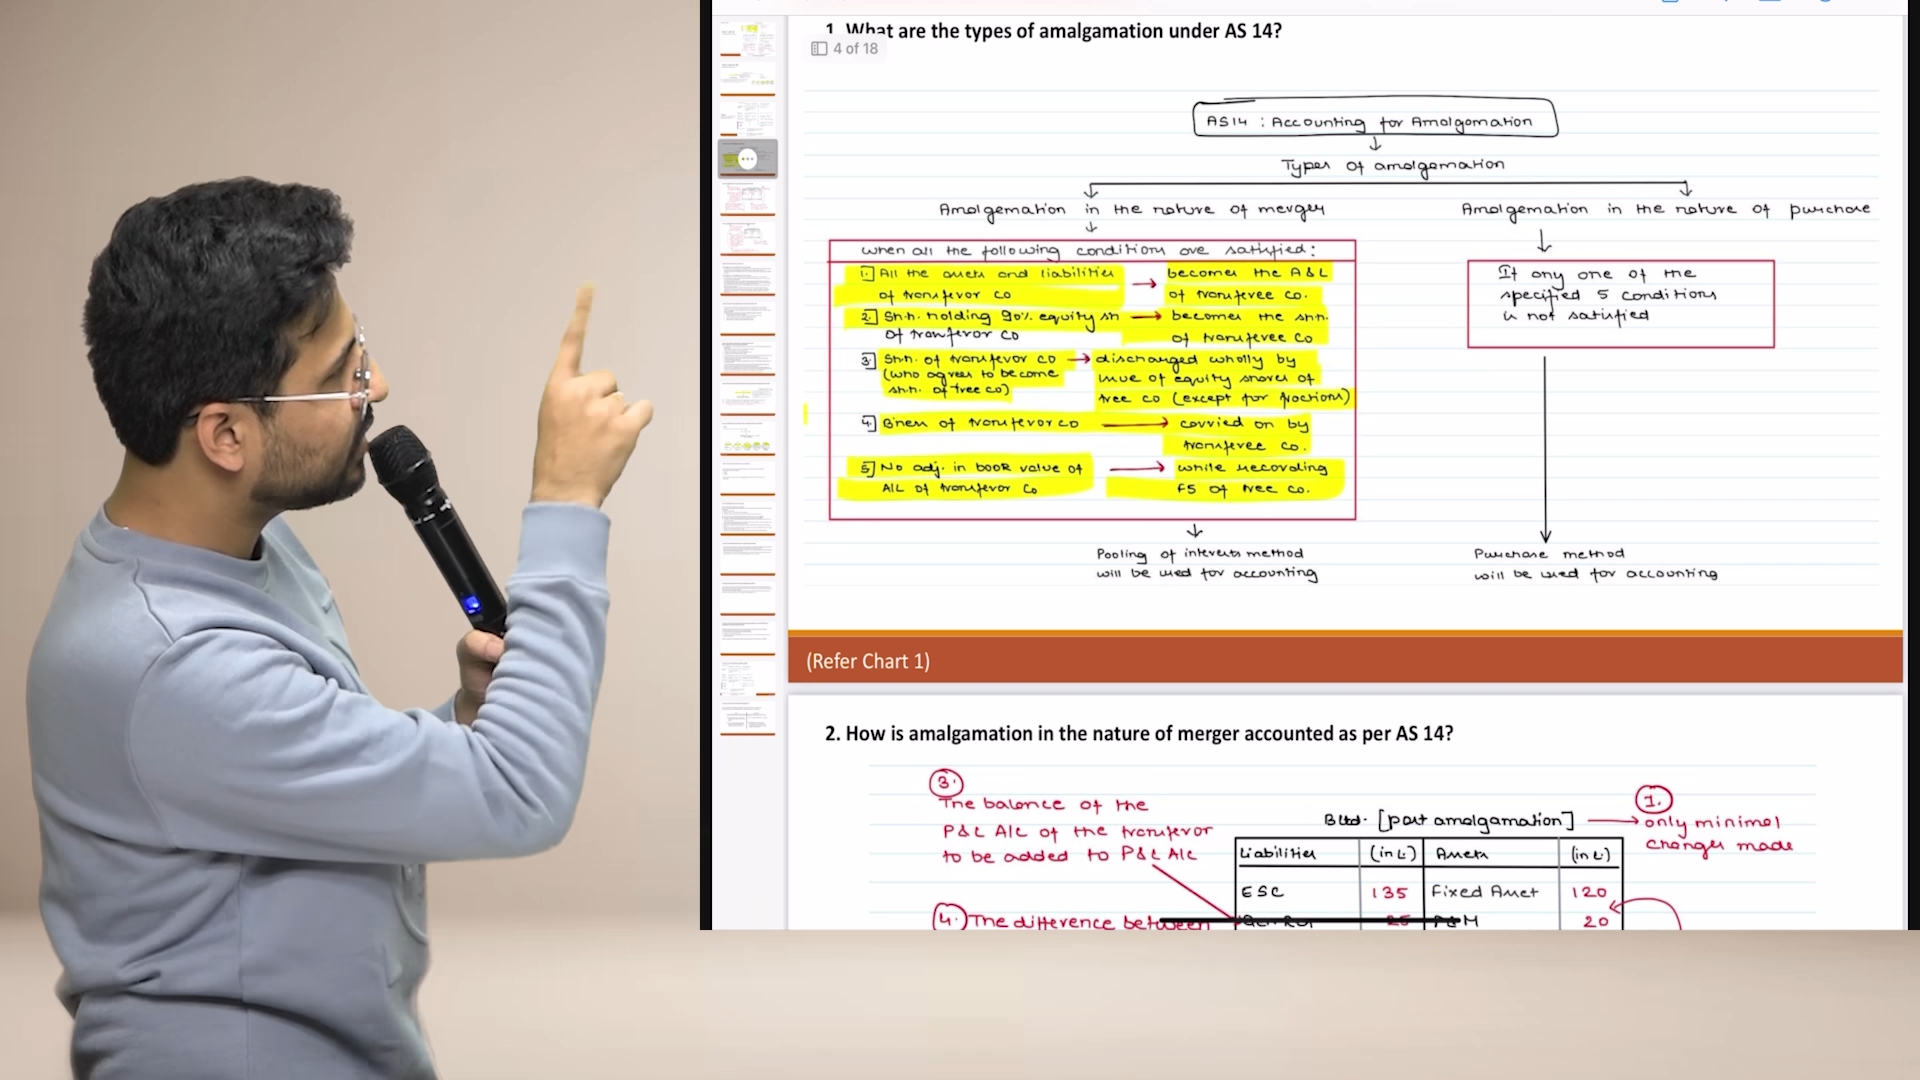 1. What are the types of amalgamation under AS 14?
4 of 18
AS14 : Accounting for Amalgamation
Types of amalgamation
Amalgamation in the nature of merger
Amalgamation in the nature of purchase
when all the following conditions are satisfied:
1. All the assets and liabilities → becomes the A&L
of transferor co of transferee co.
2. Sh.h. holding 90% equity sh → becomes the sh.h.
of transferor co of transferee co
3. Sh.h. of transferor co → discharged wholly by
(who agrees to become issue of equity shares of
sh.h. of Tree co) tree co (except for fractions)
4. Bness of transferor co → carried on by
transferee co.
5. No adj. in book value of → while recording
A/L of transferor co FS of tree co.
If any one of the
specified 5 conditions
is not satisfied
Pooling of interests method
will be used for accounting
Purchase method
will be used for accounting
(Refer Chart 1)
2. How is amalgamation in the nature of merger accounted as per AS 14?
3.
The balance of the
P&L A/c of the transferor
to be added to P&L A/c
B Ltd. [post amalgamation]
1.
only minimal
changes made
Liabilities (in L) Assets (in L)
ESC 135 Fixed Asset 120
4. The difference between
25 P&M 20